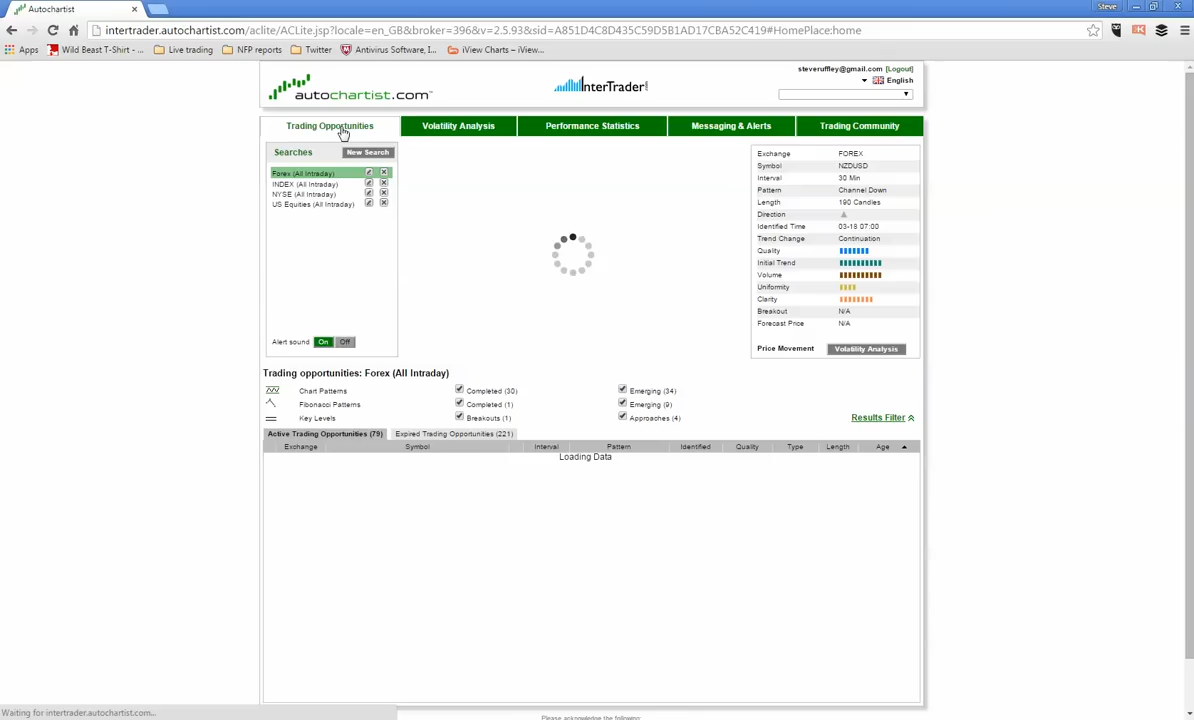 Autochartist
Steve
intertrader.autochartist.com/aclite/ACLite.jsp?locale=en_GB&broker=396&v=2.5.93&sid=A851D4C8D435C59D5B1AD17CBA52C419#HomePlace:home
Apps Wild Beast T-Shirt - ... Live trading NFP reports Twitter Antivirus Software, I... iView Charts – iView...
steveruffley@gmail.com [Logout]
English
autochartist.com InterTrader
Trading Opportunities Volatility Analysis Performance Statistics Messaging & Alerts Trading Community
Searches New Search
Forex (All Intraday)
INDEX (All Intraday)
NYSE (All Intraday)
US Equities (All Intraday)
Alert sound On Off
Exchange FOREX
Symbol NZDUSD
Interval 30 Min
Pattern Channel Down
Length 190 Candles
Direction
Identified Time 03-18 07:00
Trend Change Continuation
Quality
Initial Trend
Volume
Uniformity
Clarity
Breakout N/A
Forecast Price N/A
Price Movement Volatility Analysis
Trading opportunities: Forex (All Intraday)
Chart Patterns Completed (30) Emerging (34)
Fibonacci Patterns Completed (1) Emerging (9)
Key Levels Breakouts (1) Approaches (4)
Results Filter
Active Trading Opportunities (79) Expired Trading Opportunities (221)
Exchange Symbol Interval Pattern Identified Quality Type Length Age
Loading Data
Waiting for intertrader.autochartist.com...
Please acknowledge the following: